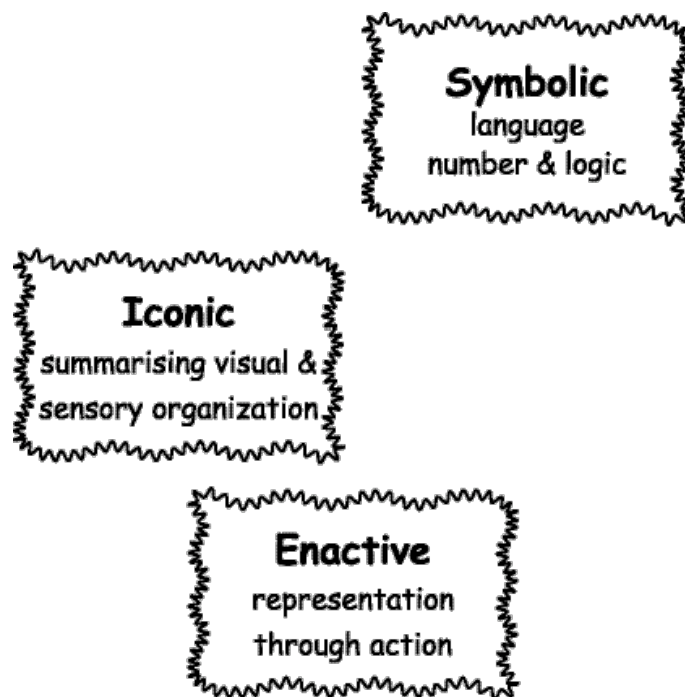 Symbolic
language
number & logic
Iconic
summarising visual &
sensory organization
Enactive
representation
through action